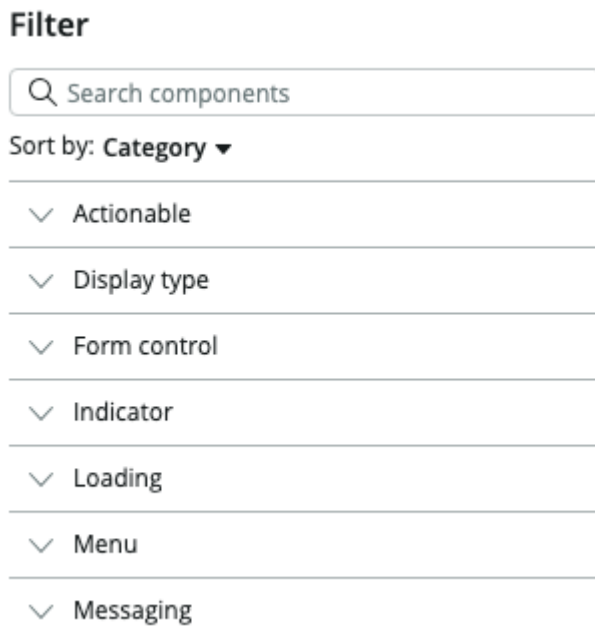 Filter
Search components
Sort by: Category
Actionable
Display type
Form control
Indicator
Loading
Menu
Messaging